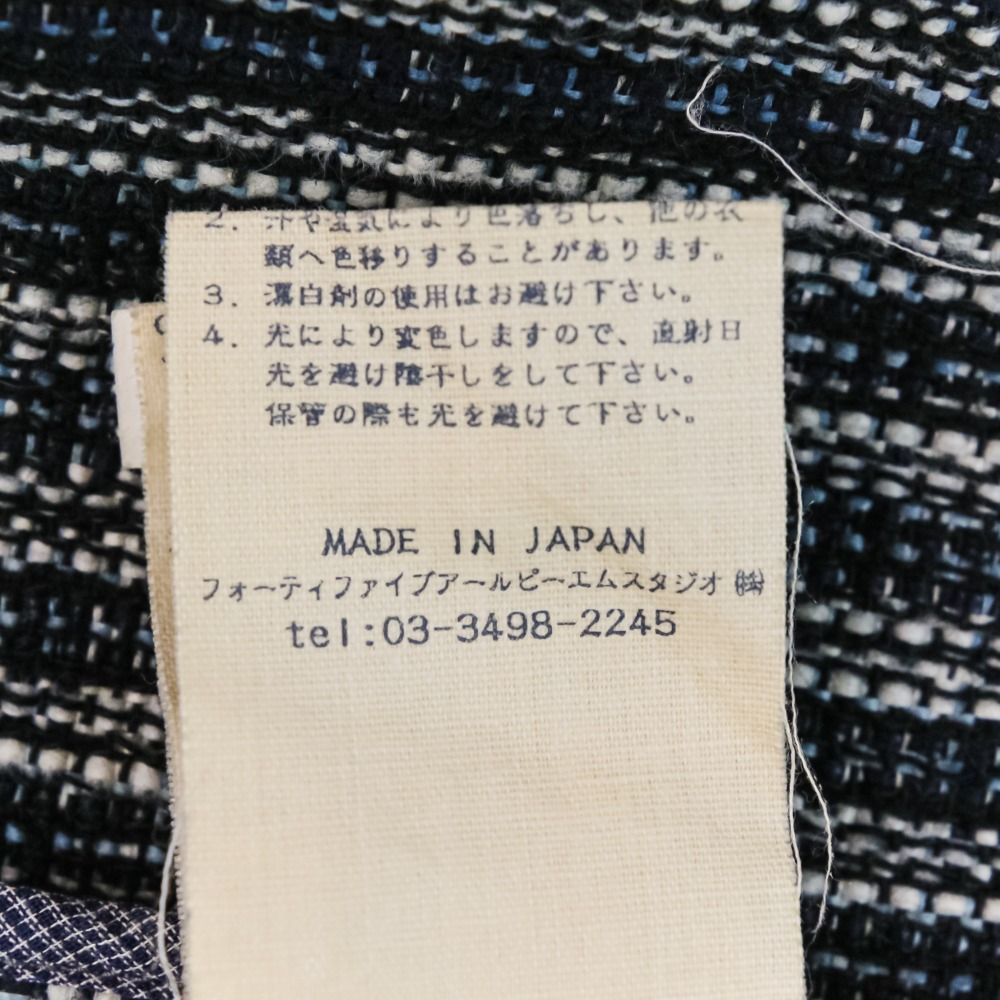 2. 汗や湿気により色落ちし、他の衣
類へ色移りすることがあります。
3. 漂白剤の使用はお避け下さい。
4. 光により変色しますので、直射日
光を避け陰干しをして下さい。
保管の際も光を避けて下さい。
MADE IN JAPAN
フォーティファイブアールピーエムスタジオ㈱
tel:03-3498-2245